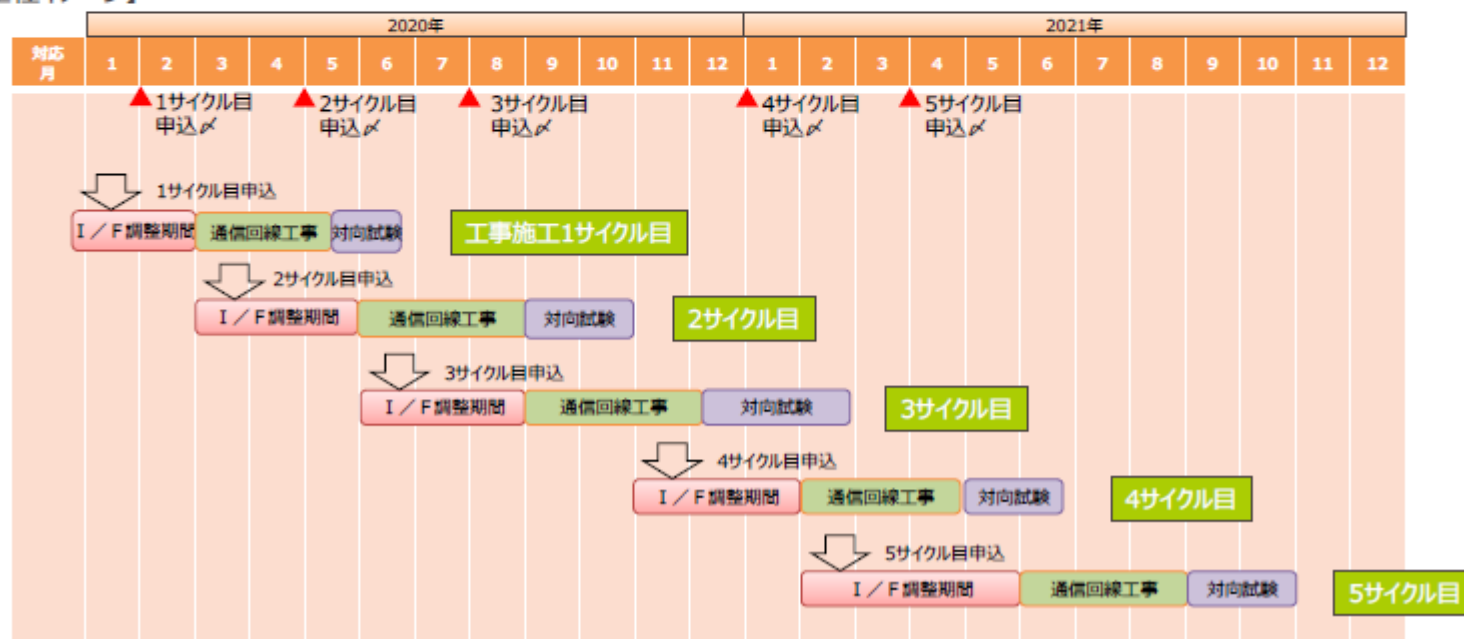 2020年 2021年
対応月 1 2 3 4 5 6 7 8 9 10 11 12 1 2 3 4 5 6 7 8 9 10 11 12
1サイクル目 2サイクル目 3サイクル目 4サイクル目 5サイクル目
申込〆 申込〆 申込〆 申込〆 申込〆
1サイクル目申込
I／F調整期間 通信回線工事 対向試験 工事施工1サイクル目
2サイクル目申込
I／F調整期間 通信回線工事 対向試験 2サイクル目
3サイクル目申込
I／F調整期間 通信回線工事 対向試験 3サイクル目
4サイクル目申込
I／F調整期間 通信回線工事 対向試験 4サイクル目
5サイクル目申込
I／F調整期間 通信回線工事 対向試験 5サイクル目